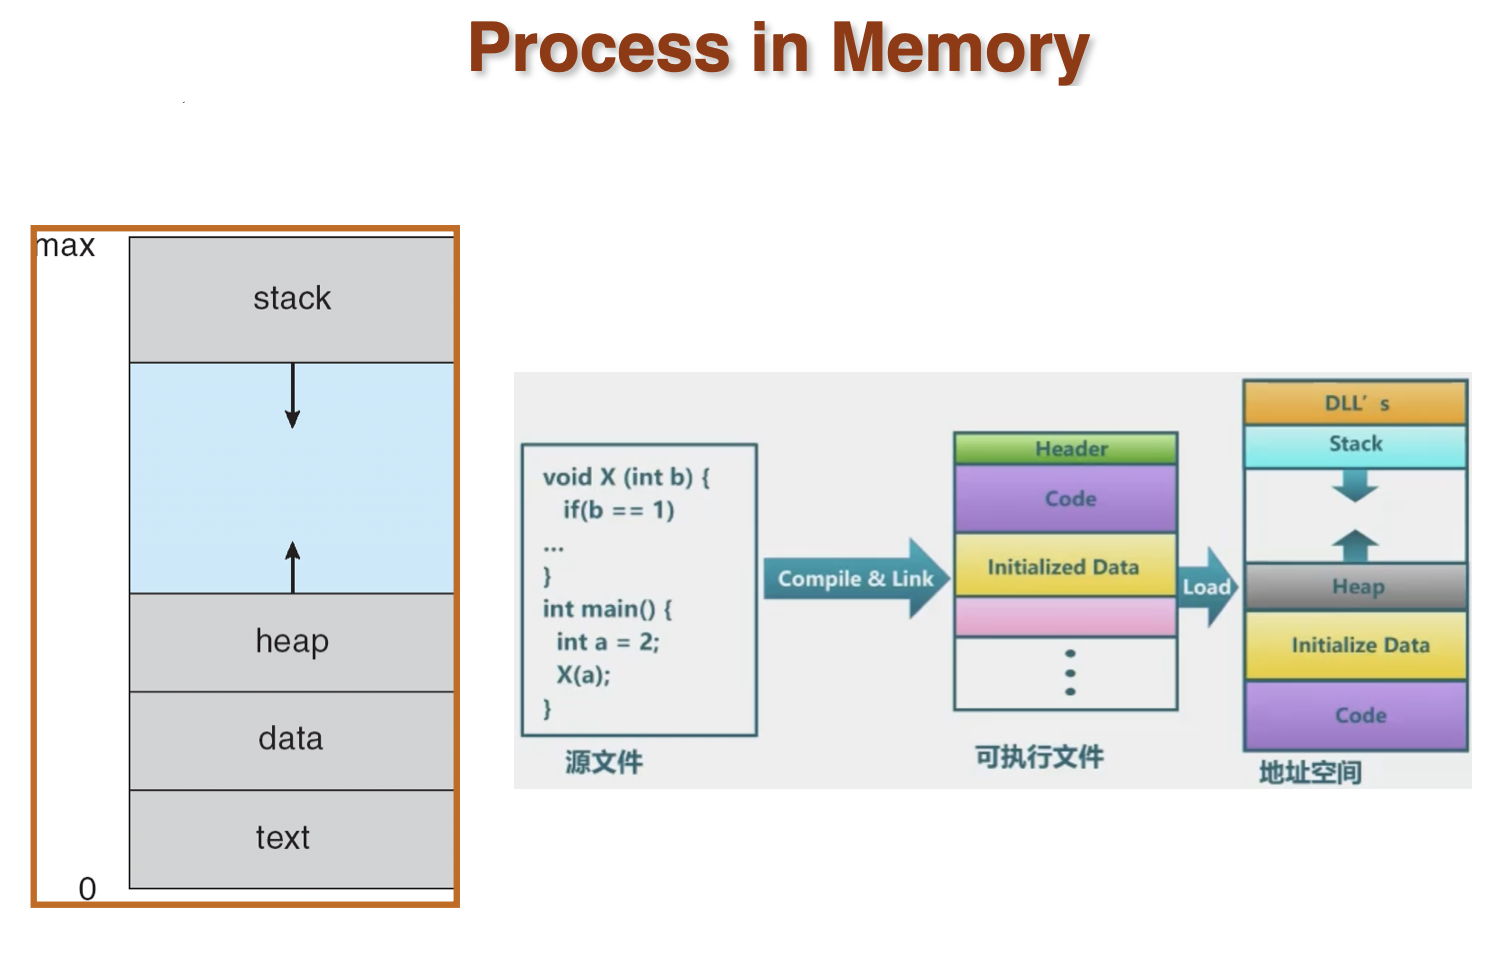 Process in Memory
max
stack
heap
data
text
0
void X (int b) {
if(b == 1)
...
}
int main() {
int a = 2;
X(a);
}
源文件
Compile & Link
Header
Code
Initialized Data
可执行文件
Load
DLL' s
Stack
Heap
Initialize Data
Code
地址空间